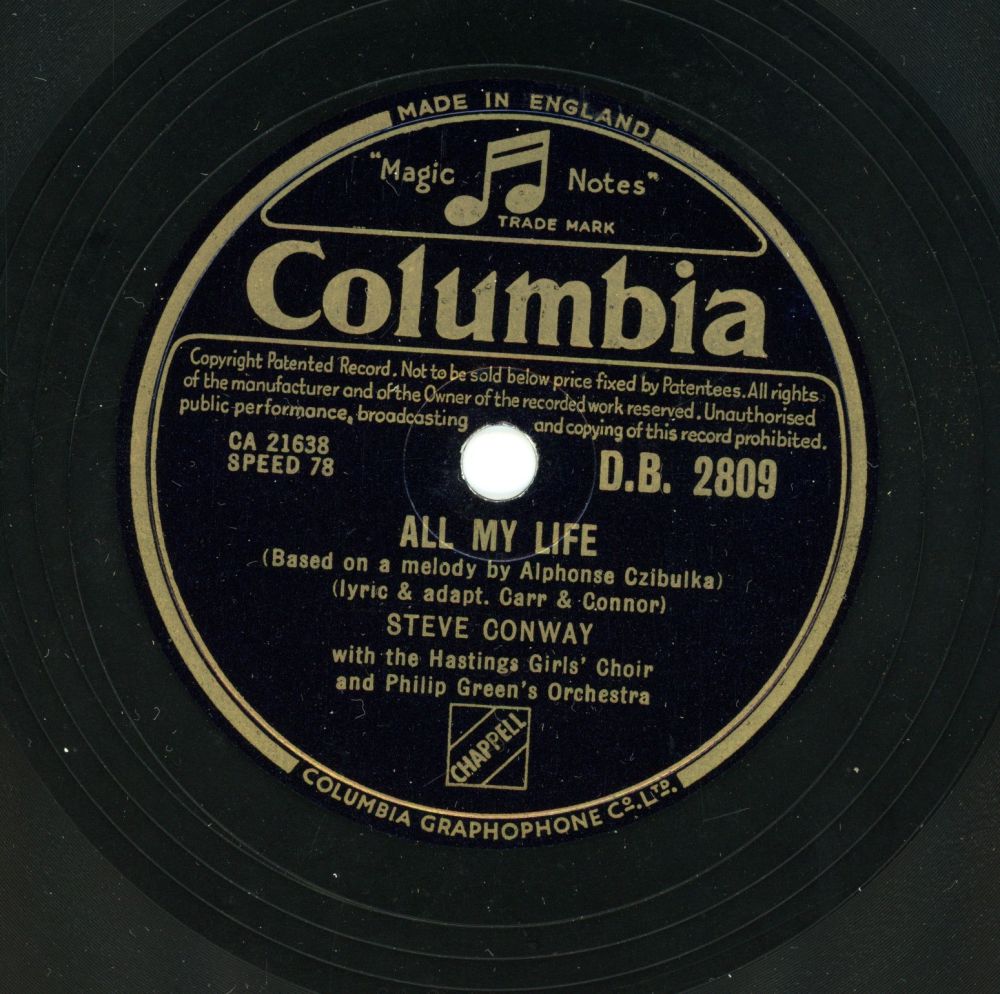 MADE IN ENGLAND
"Magic Notes"
TRADE MARK
Columbia
Copyright Patented Record. Not to be sold below price fixed by Patentees. All rights
of the manufacturer and of the Owner of the recorded work reserved. Unauthorised
public performance, broadcasting and copying of this record prohibited.
CA 21638
SPEED 78
D.B. 2809
ALL MY LIFE
(Based on a melody by Alphonse Czibulka)
(lyric & adapt. Carr & Connor)
STEVE CONWAY
with the Hastings Girls' Choir
and Philip Green's Orchestra
CHAPPELL
COLUMBIA GRAPHOPHONE Co. LTD.